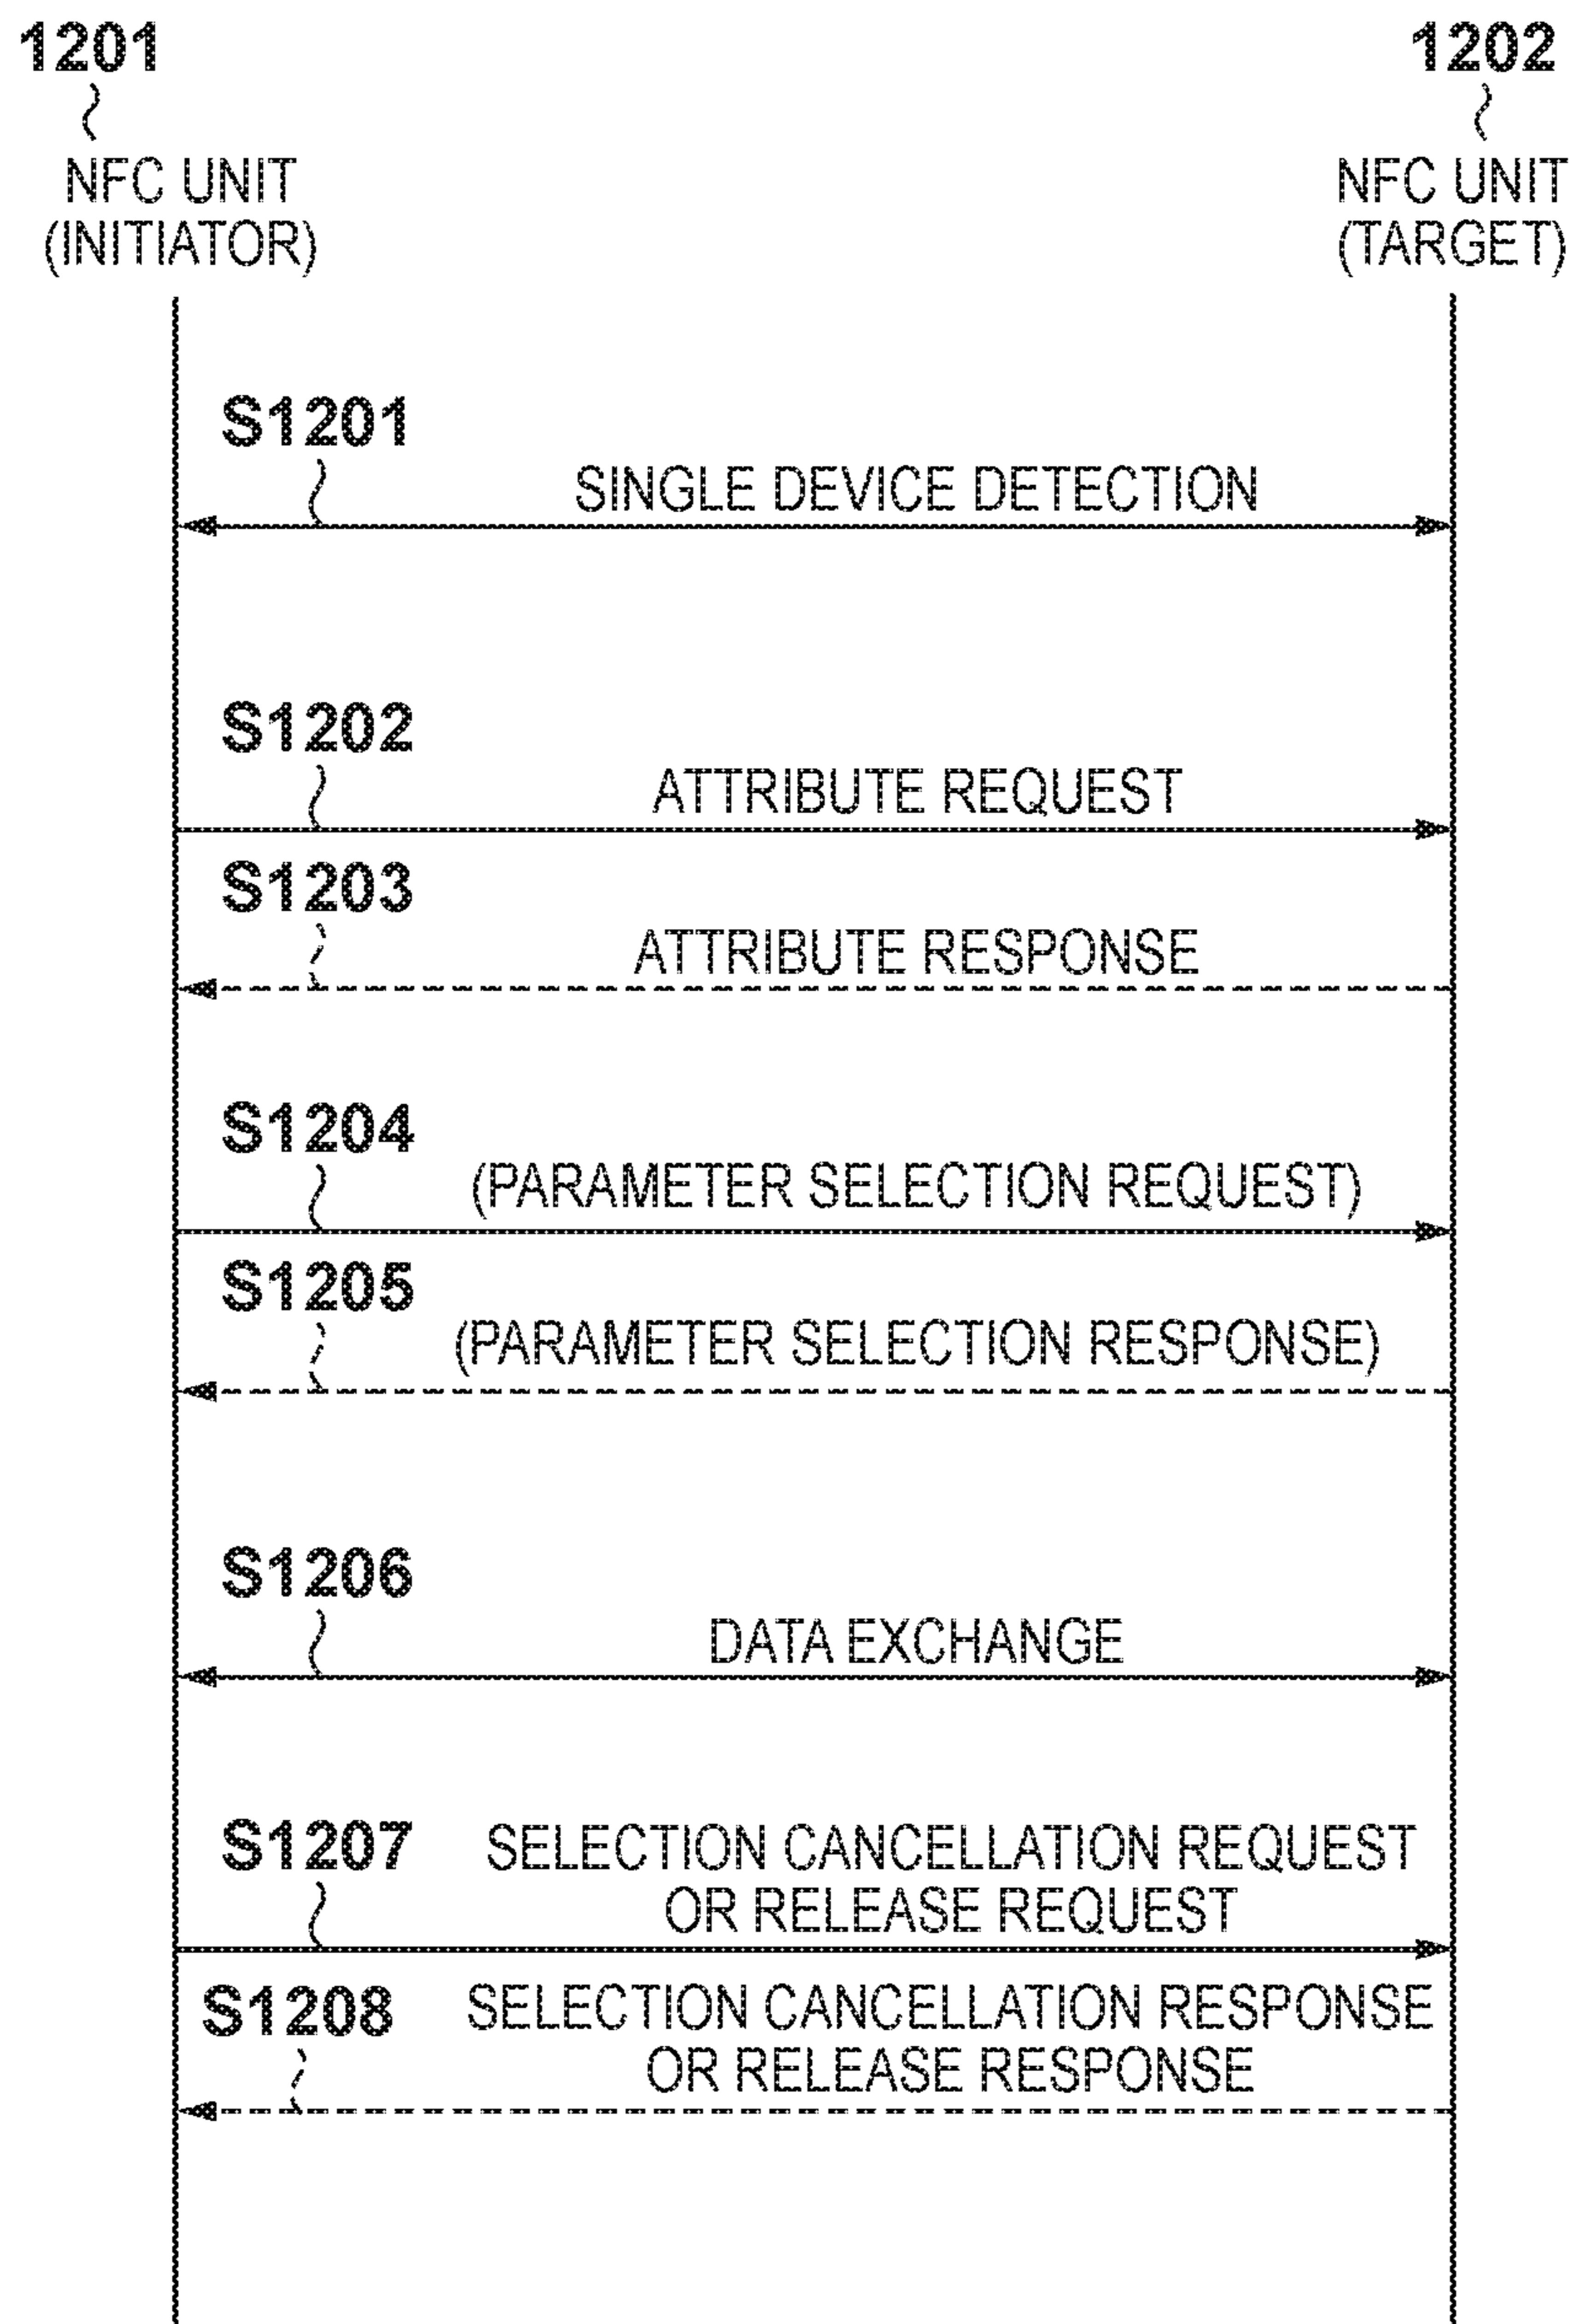 1201
1202
NFC UNIT
(INITIATOR)
NFC UNIT
(TARGET)
S1201
SINGLE DEVICE DETECTION
S1202
ATTRIBUTE REQUEST
S1203
ATTRIBUTE RESPONSE
S1204
(PARAMETER SELECTION REQUEST)
S1205
(PARAMETER SELECTION RESPONSE)
S1206
DATA EXCHANGE
S1207
SELECTION CANCELLATION REQUEST
OR RELEASE REQUEST
S1208
SELECTION CANCELLATION RESPONSE
OR RELEASE RESPONSE